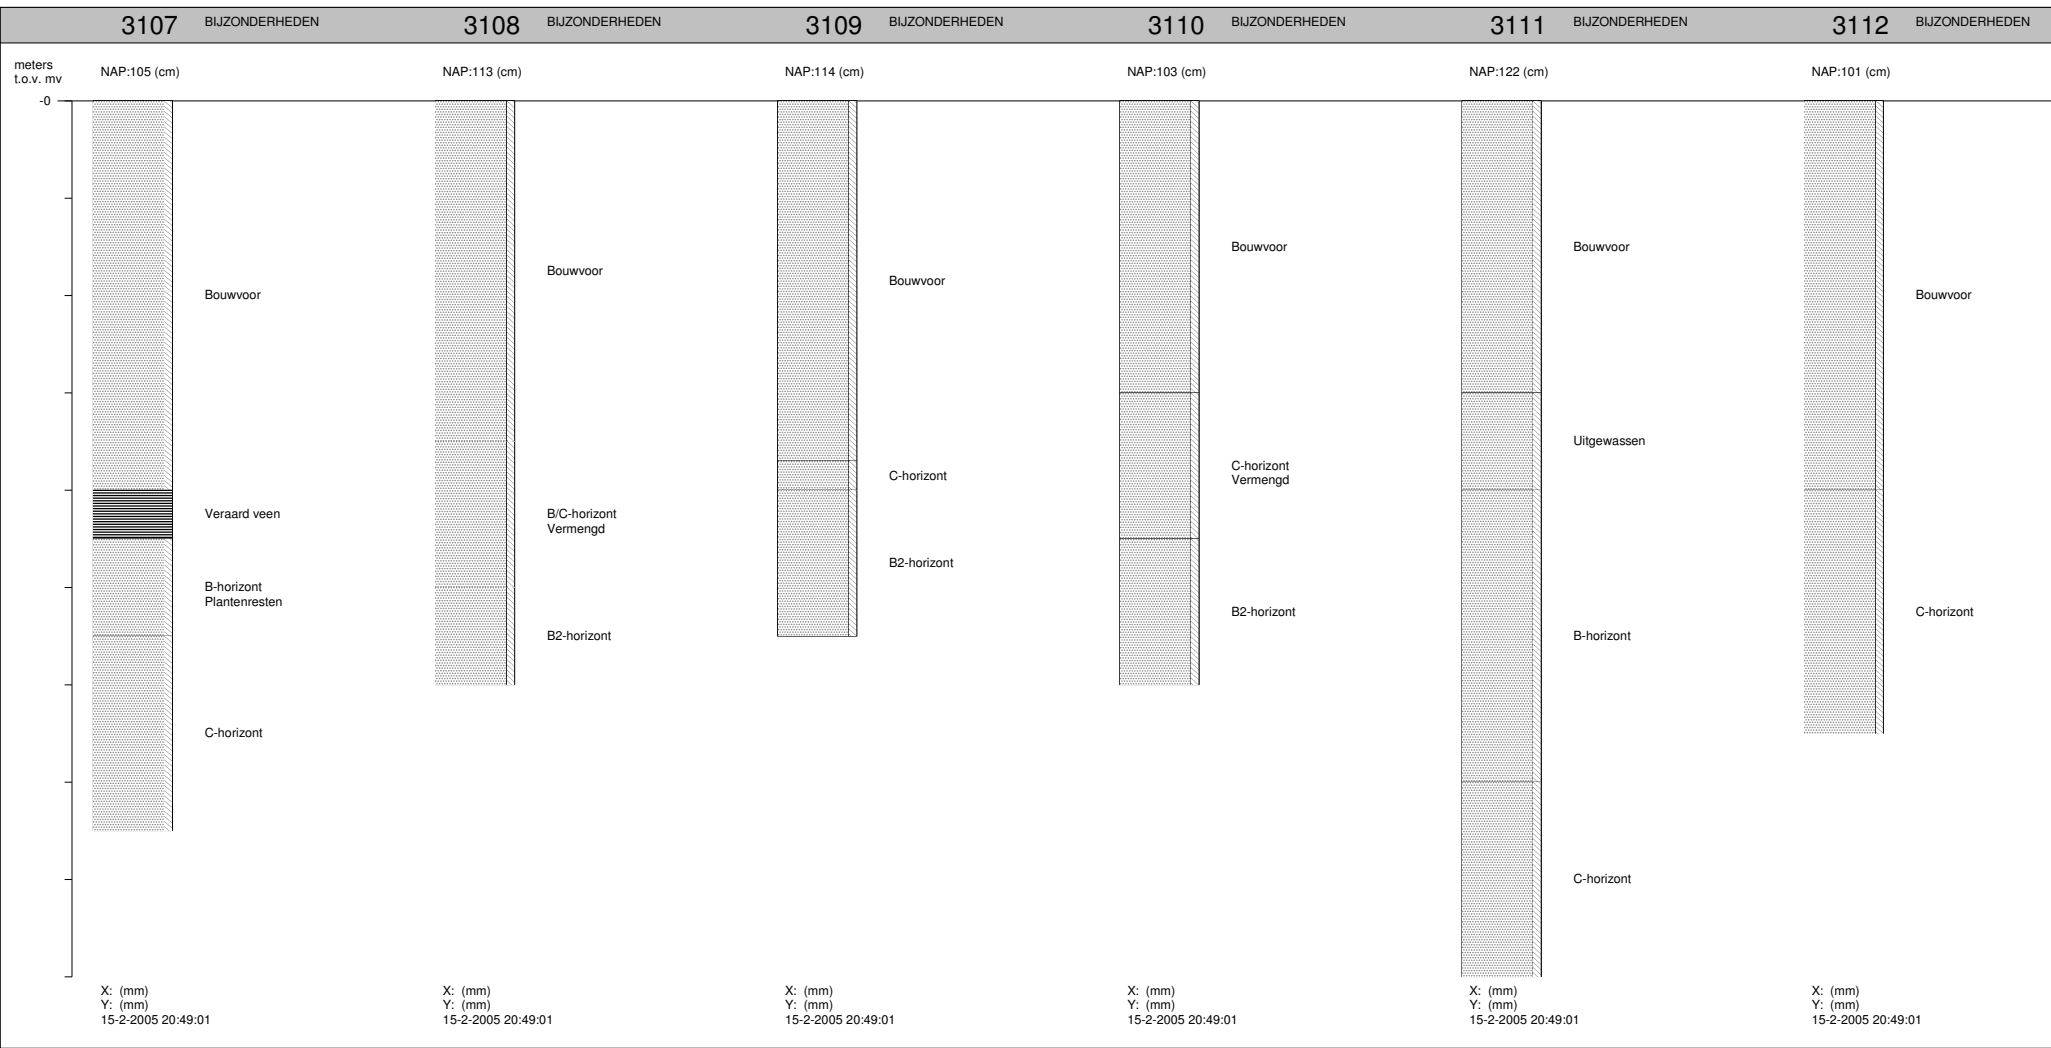 3107 BIJZONDERHEDEN 3108 BIJZONDERHEDEN 3109 BIJZONDERHEDEN 3110 BIJZONDERHEDEN 3111 BIJZONDERHEDEN 3112 BIJZONDERHEDEN
meters
t.o.v. mv
NAP:105 (cm) NAP:113 (cm) NAP:114 (cm) NAP:103 (cm) NAP:122 (cm) NAP:101 (cm)
-0
Bouwvoor
Veraard veen
B-horizont
Plantenresten
C-horizont
Bouwvoor
B/C-horizont
Vermengd
B2-horizont
Bouwvoor
C-horizont
B2-horizont
Bouwvoor
C-horizont
Vermengd
B2-horizont
Bouwvoor
Uitgewassen
B-horizont
C-horizont
Bouwvoor
C-horizont
X: (mm) X: (mm) X: (mm) X: (mm) X: (mm) X: (mm)
Y: (mm) Y: (mm) Y: (mm) Y: (mm) Y: (mm) Y: (mm)
15-2-2005 20:49:01 15-2-2005 20:49:01 15-2-2005 20:49:01 15-2-2005 20:49:01 15-2-2005 20:49:01 15-2-2005 20:49:01